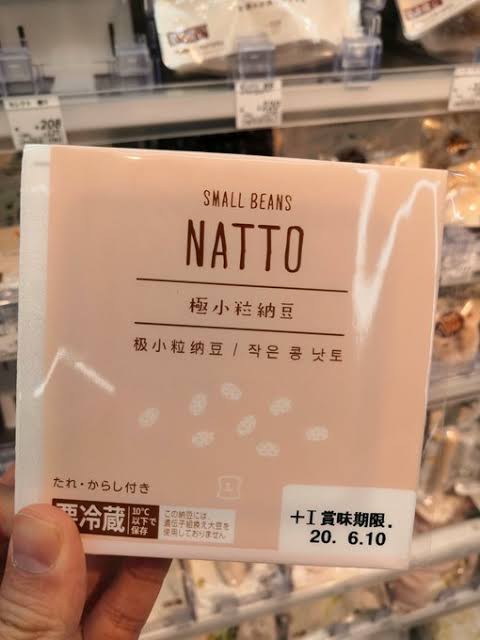 208
SMALL BEANS
NATTO
極小粒納豆
极小粒纳豆 / 작은 콩 낫토
たれ・からし付き
要冷蔵
10℃
以下で
保存
この納豆には、
遺伝子組換え大豆を
使用しておりません
+I 賞味期限.
20. 6.10